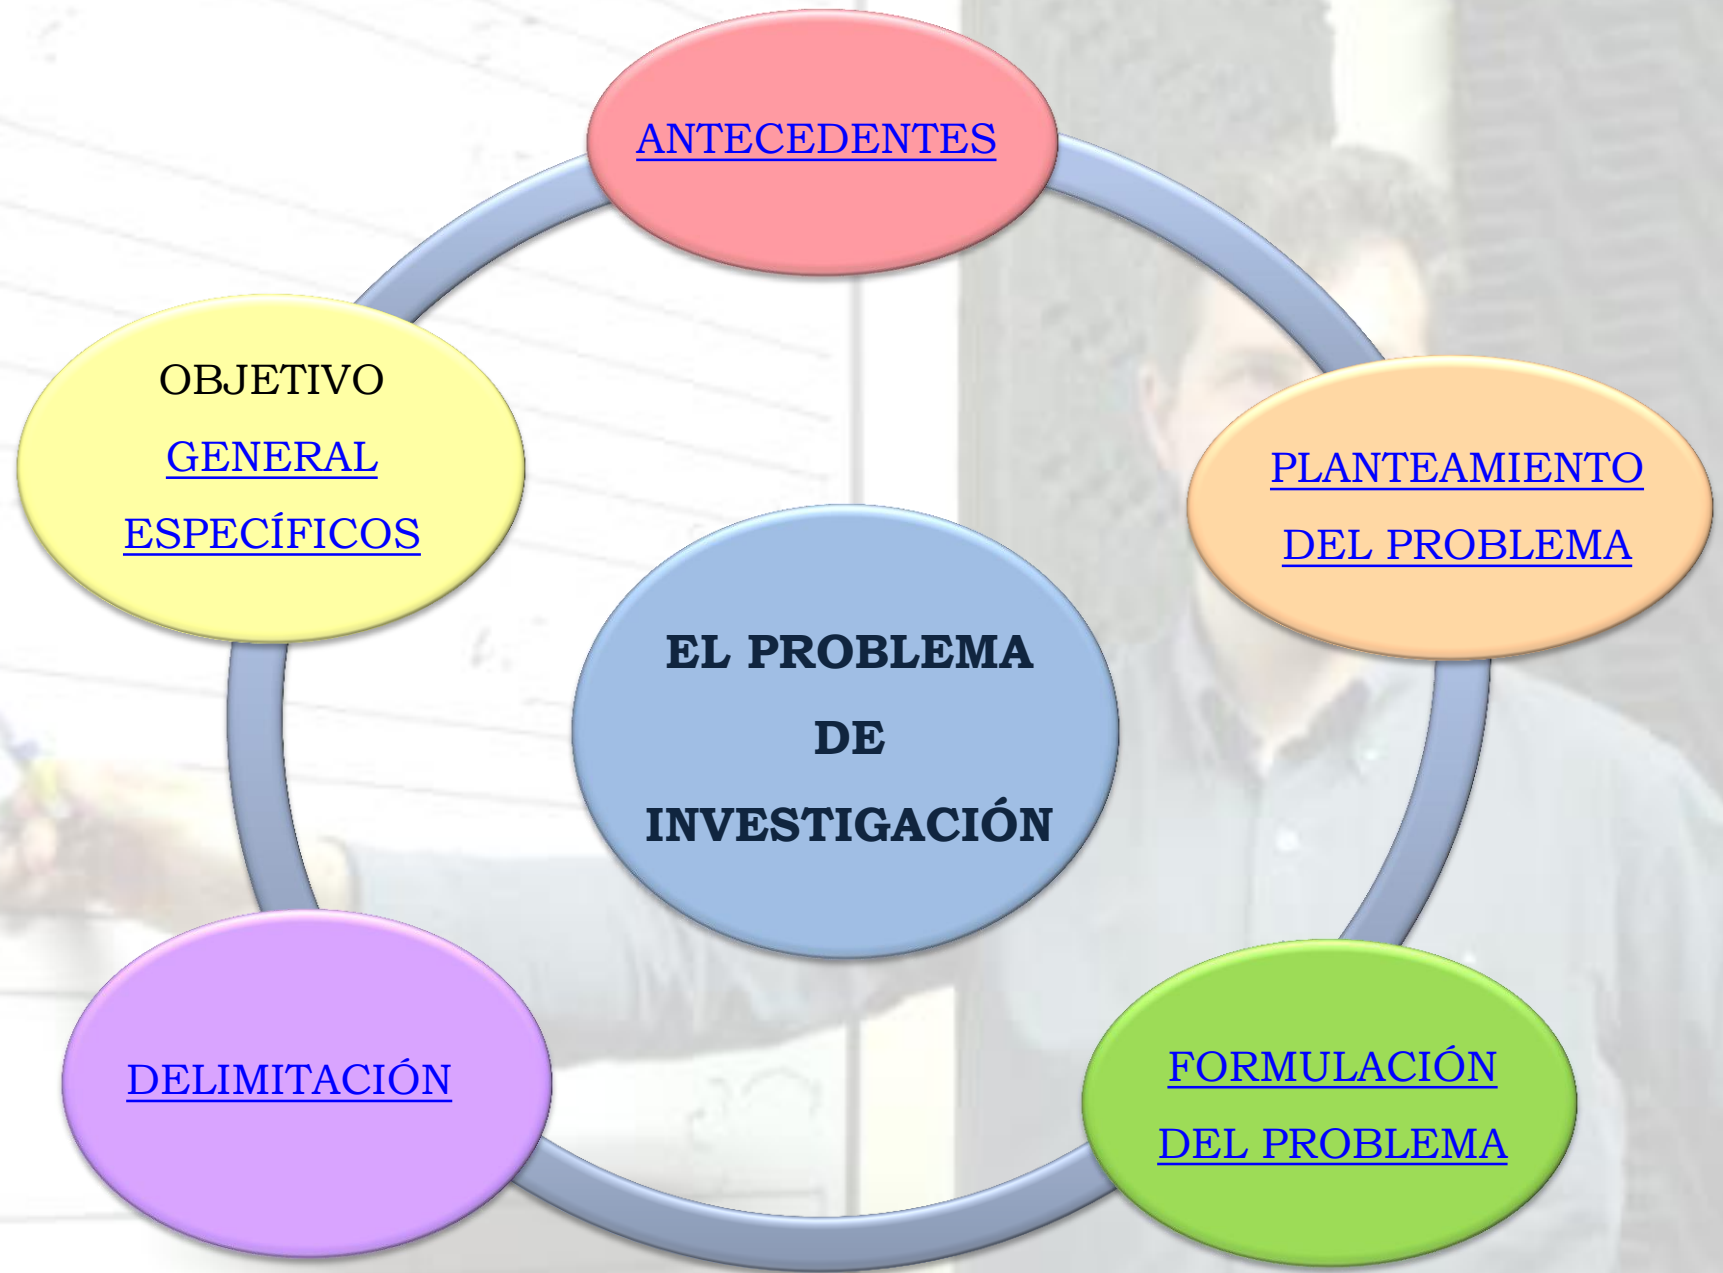 ANTECEDENTES
OBJETIVO
GENERAL
ESPECÍFICOS
PLANTEAMIENTO
DEL PROBLEMA
EL PROBLEMA
DE
INVESTIGACIÓN
DELIMITACIÓN
FORMULACIÓN
DEL PROBLEMA